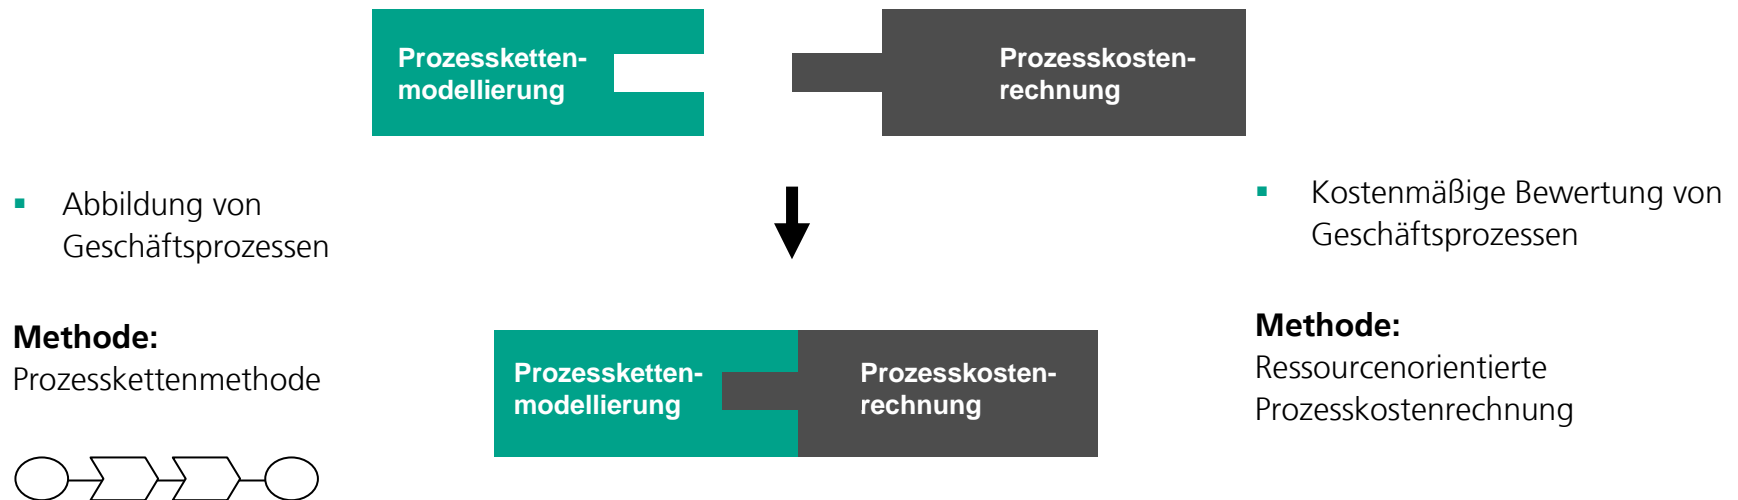 Prozessketten-
modellierung
Prozesskosten-
rechnung
▪ Abbildung von
Geschäftsprozessen
Methode:
Prozesskettenmethode
▪ Kostenmäßige Bewertung von
Geschäftsprozessen
Methode:
Ressourcenorientierte
Prozesskostenrechnung
Prozessketten-
modellierung
Prozesskosten-
rechnung